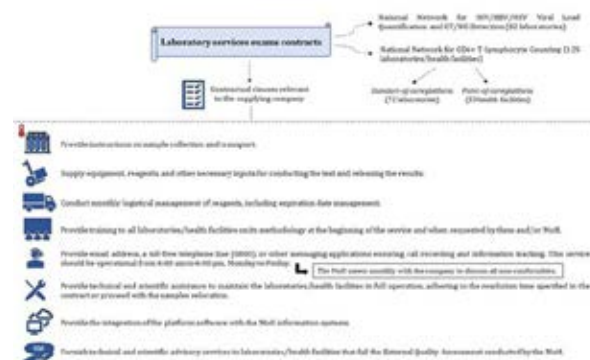 National Network for HIV/HBV/HCV Viral Load
Quantification and CT/NG Detection (92 laboratories)
Laboratory services exams contracts
National Network for CD4+ T-Lymphocyte Counting
laboratories/health facilities)
Contractual clauses relevant
to the supplying company
Standard-of-care platform
Point-of-care platform
Provide instructions on sample collection and transport.
Supply equipment, reagents, and other necessary inputs for conducting the test and releasing the results.
Conduct monthly logistical management of reagents, including expiration date management.
Provide training to all laboratories/health facilities on its methodology at the beginning of the service and when requested by them and/or MoH.
Provide email address, a toll-free telephone line (0800), or other messaging applications ensuring call recording and information tracking. This service
should be operational from 8:00 am to 6:00 pm, Monday to Friday.
The MoH meets monthly with the company to discuss all non-conformities.
Provide technical and scientific assistance to maintain the laboratories/health facilities in full operation, adhering to the resolution time specified in the
contract or proceed with the samples relocation.
Provide the integration of the platform software with the MoH information systems.
Furnish technical and scientific advisory services to laboratories/health facilities that fail the External Quality Assessment conducted by the MoH.